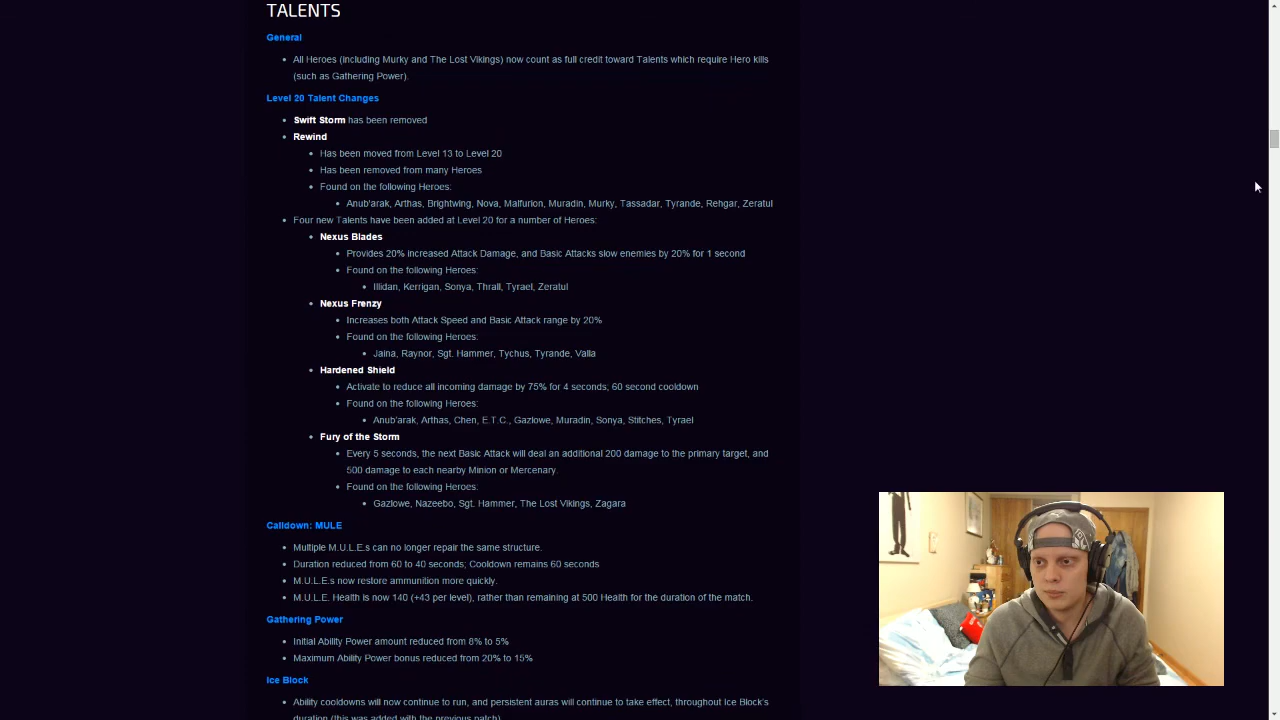 TALENTS
General
All Heroes (including Murky and The Lost Vikings) now count as full credit toward Talents which require Hero kills
(such as Gathering Power).
Level 20 Talent Changes
Swift Storm has been removed
Rewind
Has been moved from Level 13 to Level 20
Has been removed from many Heroes
Found on the following Heroes:
Anub'arak, Arthas, Brightwing, Nova, Malfurion, Muradin, Murky, Tassadar, Tyrande, Rehgar, Zeratul
Four new Talents have been added at Level 20 for a number of Heroes:
Nexus Blades
Provides 20% increased Attack Damage, and Basic Attacks slow enemies by 20% for 1 second
Found on the following Heroes:
Illidan, Kerrigan, Sonya, Thrall, Tyrael, Zeratul
Nexus Frenzy
Increases both Attack Speed and Basic Attack range by 20%
Found on the following Heroes:
Jaina, Raynor, Sgt. Hammer, Tychus, Tyrande, Valla
Hardened Shield
Activate to reduce all incoming damage by 75% for 4 seconds; 60 second cooldown
Found on the following Heroes:
Anub'arak, Arthas, Chen, E.T.C., Gazlowe, Muradin, Sonya, Stitches, Tyrael
Fury of the Storm
Every 5 seconds, the next Basic Attack will deal an additional 200 damage to the primary target, and
500 damage to each nearby Minion or Mercenary.
Found on the following Heroes:
Gazlowe, Nazeebo, Sgt. Hammer, The Lost Vikings, Zagara
Calldown: MULE
Multiple M.U.L.E.s can no longer repair the same structure.
Duration reduced from 60 to 40 seconds; Cooldown remains 60 seconds
M.U.L.E.s now restore ammunition more quickly.
M.U.L.E. Health is now 140 (+43 per level), rather than remaining at 500 Health for the duration of the match.
Gathering Power
Initial Ability Power amount reduced from 8% to 5%
Maximum Ability Power bonus reduced from 20% to 15%
Ice Block
Ability cooldowns will now continue to run, and persistent auras will continue to take effect, throughout Ice Block's
duration (this was added with the previous patch)